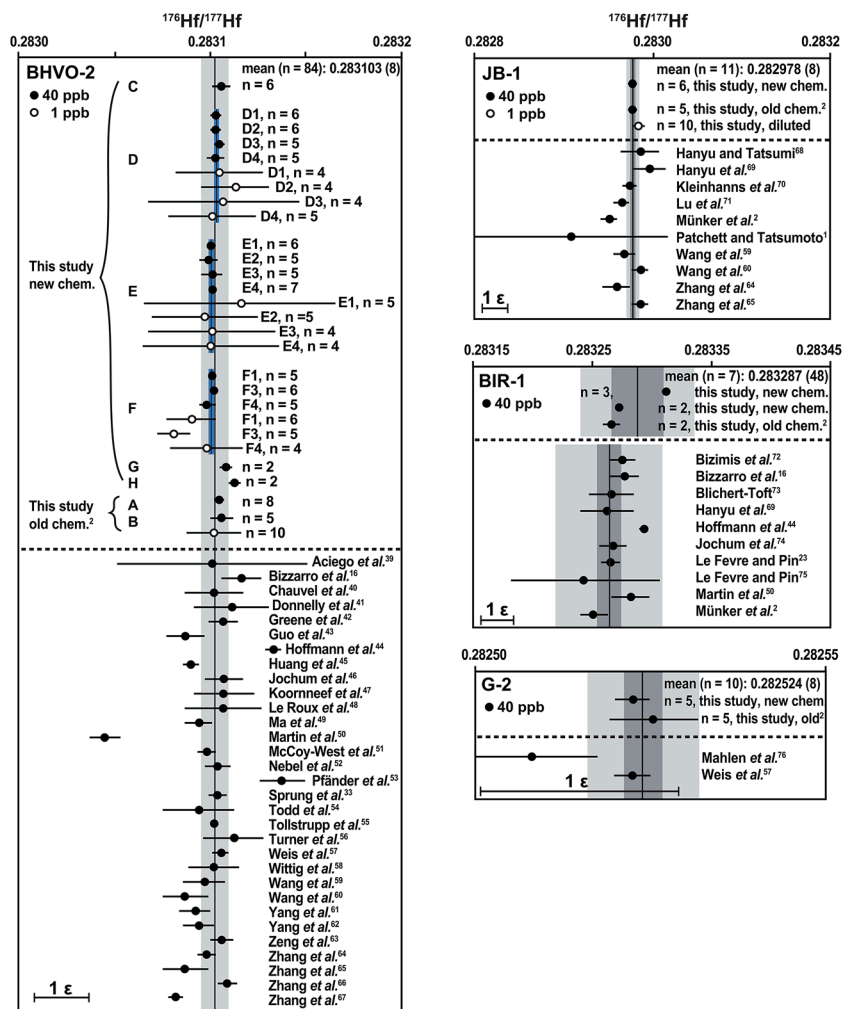 176Hf/177Hf
0.2830 0.2831 0.2832
BHVO-2
mean (n = 84): 0.283103 (8)
40 ppb
1 ppb
C
n = 6
D1, n = 6
D2, n = 6
D3, n = 5
D
D4, n = 5
D1, n = 4
D2, n = 4
D3, n = 4
D4, n = 5
E1, n = 6
E2, n = 5
This study
new chem.
E3, n = 5
E
E4, n = 7
E1, n = 5
E2, n =5
E3, n = 4
E4, n = 4
F1, n = 5
F3, n = 6
F
F4, n = 5
F1, n = 6
F3, n = 5
F4, n = 4
G
n = 2
H
n = 2
This study
old chem.2
A
n = 8
B
n = 5
n = 10
Aciego et al.39
Bizzarro et al.16
Chauvel et al.40
Donnelly et al.41
Greene et al.42
Guo et al.43
Hoffmann et al.44
Huang et al.45
Jochum et al.46
Koornneef et al.47
Le Roux et al.48
Ma et al.49
Martin et al.50
McCoy-West et al.51
Nebel et al.52
Pfänder et al.53
Sprung et al.33
Todd et al.54
Tollstrupp et al.55
Turner et al.56
Weis et al.57
Wittig et al.58
Wang et al.59
Wang et al.60
Yang et al.61
Yang et al.62
Zeng et al.63
Zhang et al.64
Zhang et al.65
Zhang et al.66
Zhang et al.67
1 ε
176Hf/177Hf
0.2828 0.2830 0.2832
JB-1
mean (n = 11): 0.282978 (8)
40 ppb
1 ppb
n = 6, this study, new chem.
n = 5, this study, old chem.2
n = 10, this study, diluted
Hanyu and Tatsumi68
Hanyu et al.69
Kleinhanns et al.70
Lu et al.71
Münker et al.2
Patchett and Tatsumoto1
Wang et al.59
Wang et al.60
Zhang et al.64
Zhang et al.65
1 ε
0.28315 0.28325 0.28335 0.28345
BIR-1
mean (n = 7): 0.283287 (48)
40 ppb
n = 3, this study, new chem.
n = 2, this study, new chem.
n = 2, this study, old chem.2
Bizimis et al.72
Bizzarro et al.16
Blichert-Toft73
Hanyu et al.69
Hoffmann et al.44
Jochum et al.74
Le Fevre and Pin23
Le Fevre and Pin75
Martin et al.50
Münker et al.2
1 ε
0.28250 0.28255
G-2
mean (n = 10): 0.282524 (8)
40 ppb
n = 5, this study, new chem
n = 5, this study, old2
Mahlen et al.76
Weis et al.57
1 ε